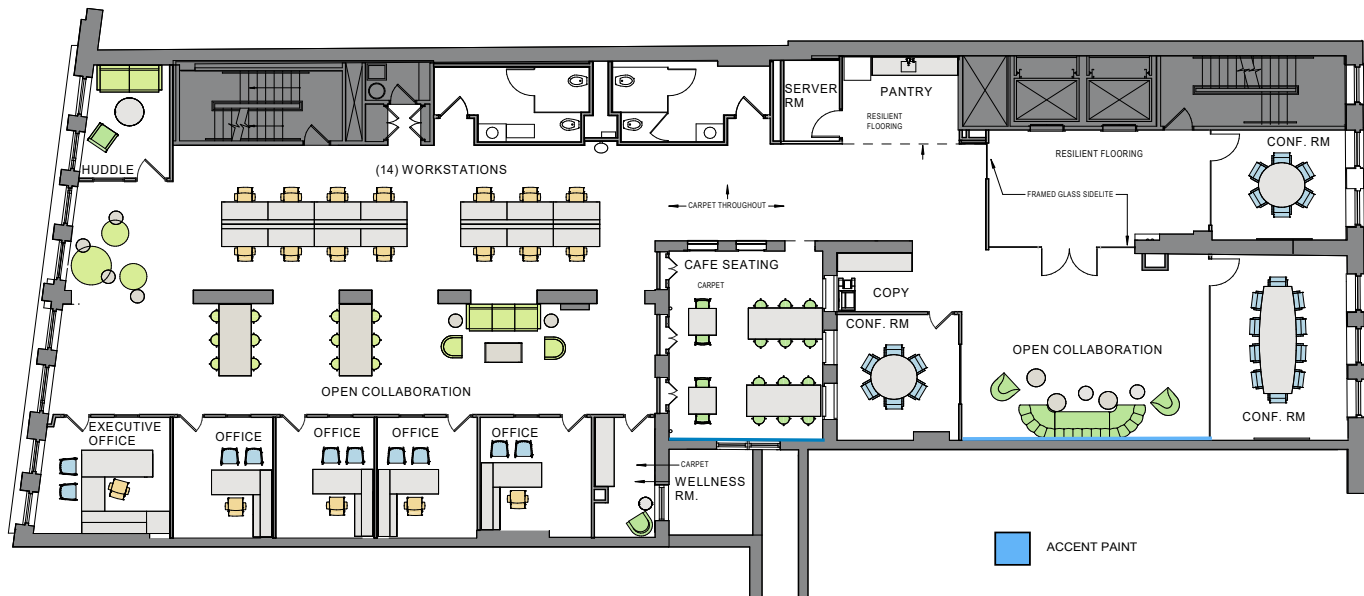 SERVER
RM
PANTRY
RESILIENT
FLOORING
HUDDLE
(14) WORKSTATIONS
RESILIENT FLOORING
CONF. RM
FRAMED GLASS SIDELITE
CARPET THROUGHOUT
CAFE SEATING
CARPET
COPY
CONF. RM
OPEN COLLABORATION
OPEN COLLABORATION
CONF. RM
EXECUTIVE
OFFICE
OFFICE
OFFICE
OFFICE
OFFICE
CARPET
WELLNESS
RM.
ACCENT PAINT